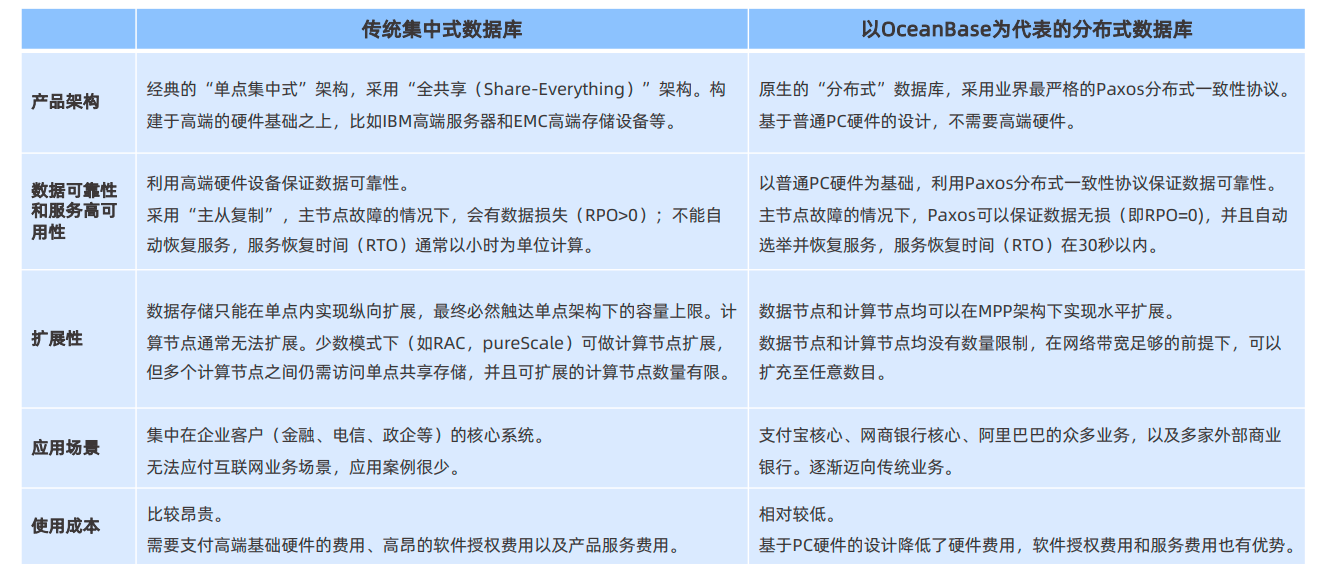 传统集中式数据库
以OceanBase为代表的分布式数据库
产品架构
经典的“单点集中式”架构，采用“全共享（Share-Everything）”架构。构
建于高端的硬件基础之上，比如IBM高端服务器和EMC高端存储设备等。
原生的“分布式”数据库，采用业界最严格的Paxos分布式一致性协议。
基于普通PC硬件的设计，不需要高端硬件。
数据可靠性
和服务高可
用性
利用高端硬件设备保证数据可靠性。
采用“主从复制”，主节点故障的情况下，会有数据损失（RPO>0）；不能自
动恢复服务，服务恢复时间（RTO）通常以小时为单位计算。
以普通PC硬件为基础，利用Paxos分布式一致性协议保证数据可靠性。
主节点故障的情况下，Paxos可以保证数据无损（即RPO=0)，并且自动
选举并恢复服务，服务恢复时间（RTO）在30秒以内。
扩展性
数据存储只能在单点内实现纵向扩展，最终必然触达单点架构下的容量上限。计
算节点通常无法扩展。少数模式下（如RAC，pureScale）可做计算节点扩展，
但多个计算节点之间仍需访问单点共享存储，并且可扩展的计算节点数量有限。
数据节点和计算节点均可以在MPP架构下实现水平扩展。
数据节点和计算节点均没有数量限制，在网络带宽足够的前提下，可以
扩充至任意数目。
应用场景
集中在企业客户（金融、电信、政企等）的核心系统。
无法应付互联网业务场景，应用案例很少。
支付宝核心、网商银行核心、阿里巴巴的众多业务，以及多家外部商业
银行。逐渐迈向传统业务。
使用成本
比较昂贵。
需要支付高端基础硬件的费用、高昂的软件授权费用以及产品服务费用。
相对较低。
基于PC硬件的设计降低了硬件费用，软件授权费用和服务费用也有优势。